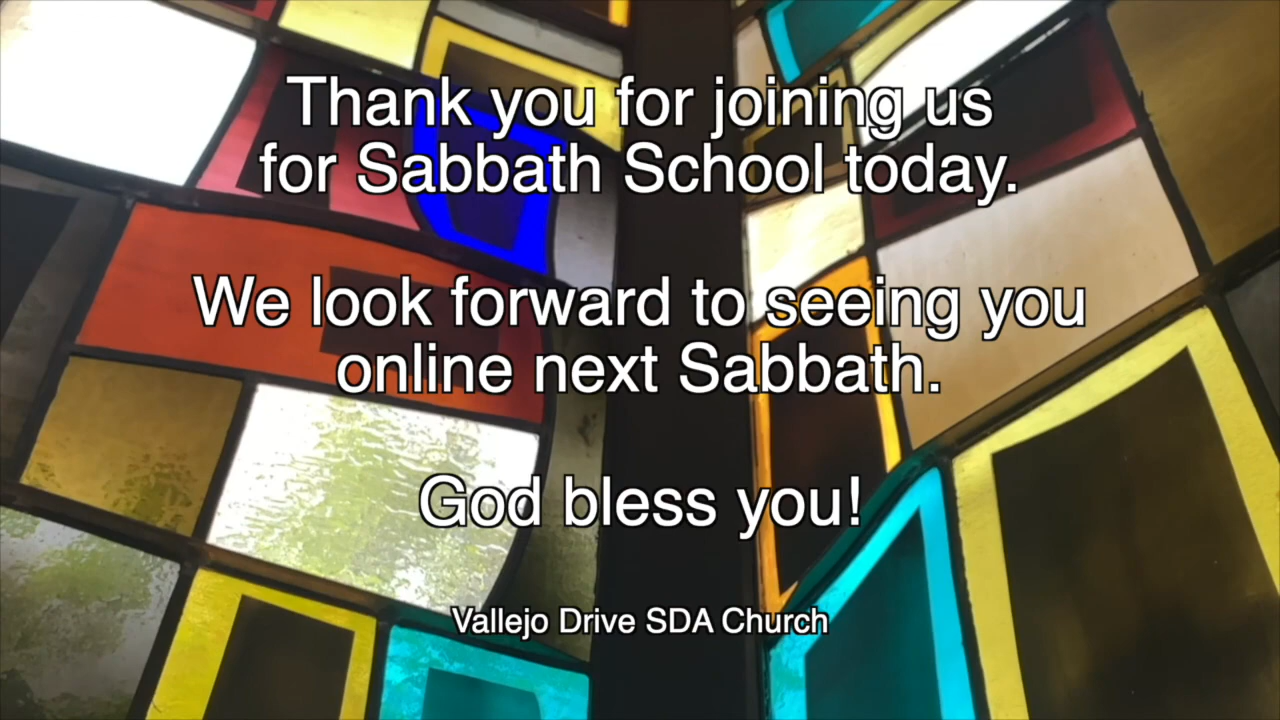 Thank you for joining us
for Sabbath School today.
We look forward to seeing you
online next Sabbath.
God bless you!
Vallejo Drive SDA Church